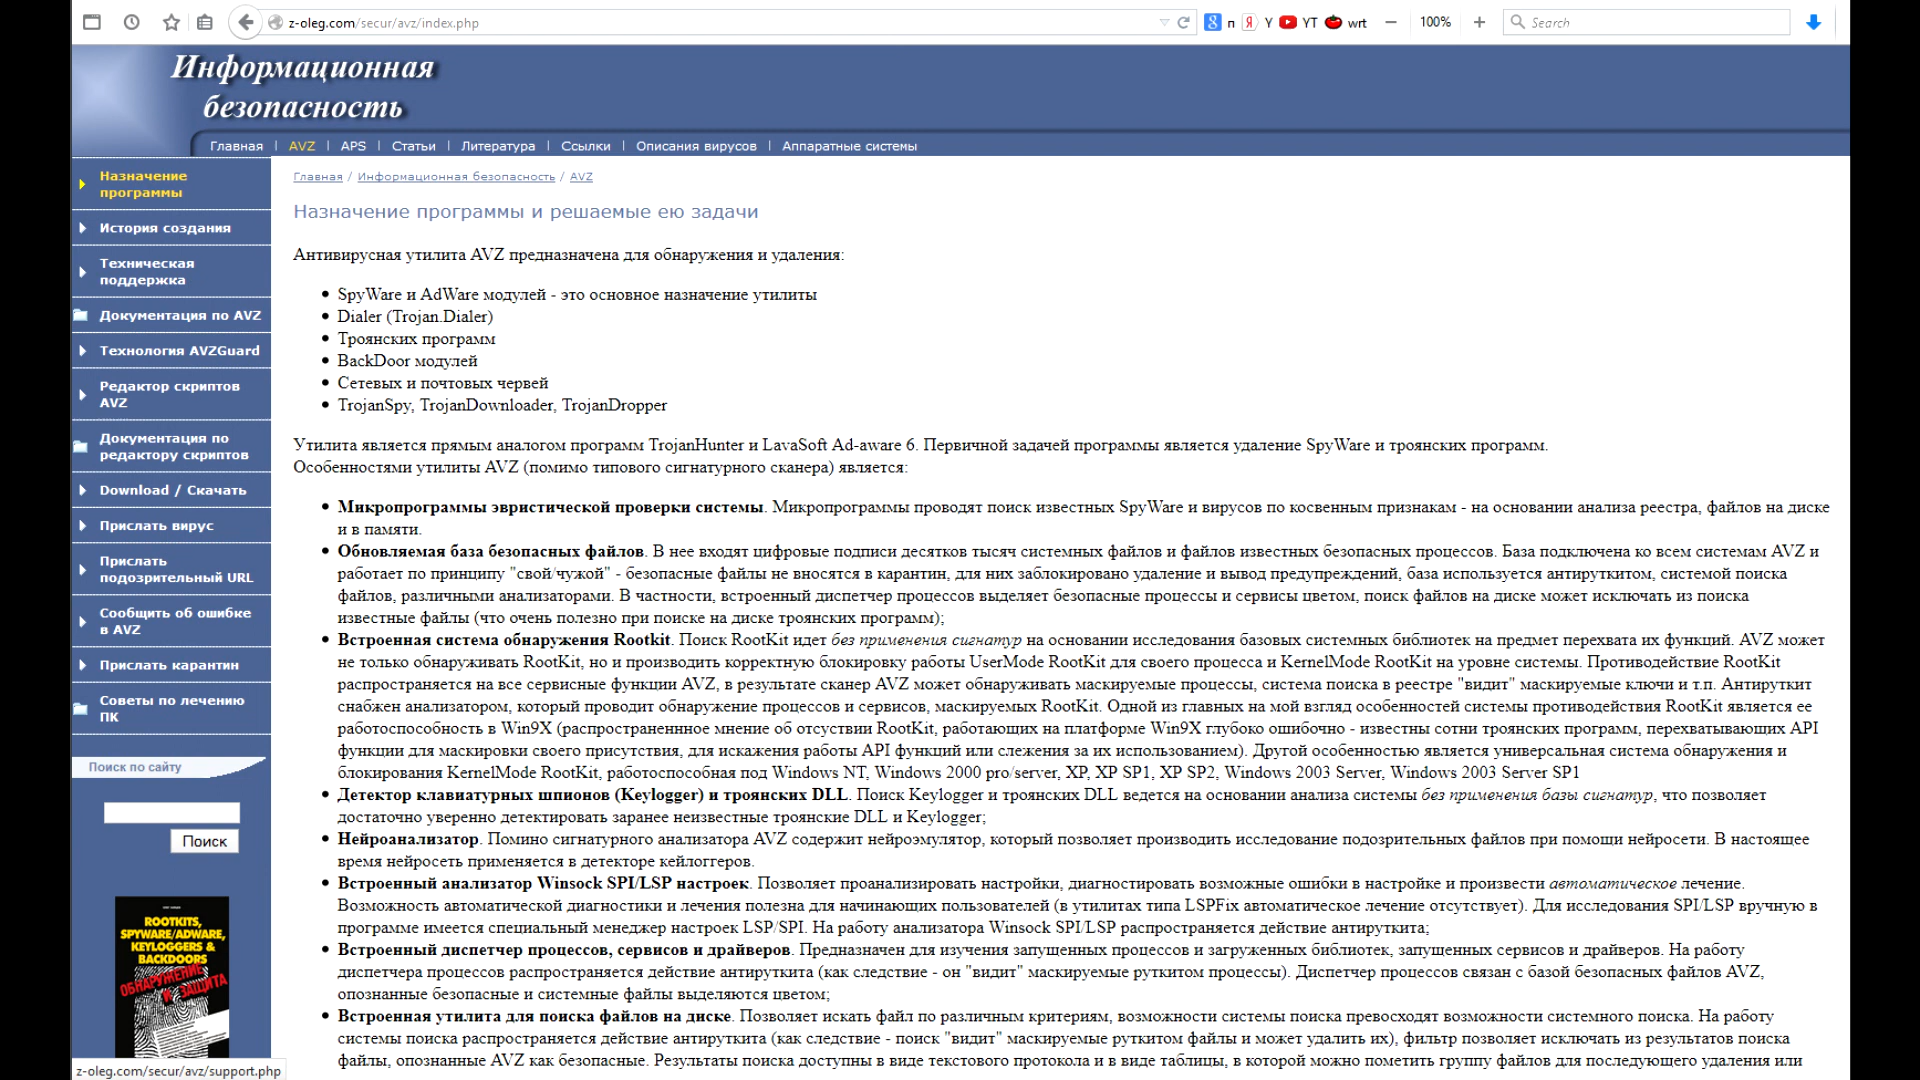 z-oleg.com/secur/avz/index.php
п
Я
Y
YT
wrt
100%
Search
Информационная
безопасность
Главная | AVZ | APS | Статьи | Литература | Ссылки | Описания вирусов | Аппаратные системы
Назначение
программы
История создания
Техническая
поддержка
Документация по AVZ
Технология AVZGuard
Редактор скриптов
AVZ
Документация по
редактору скриптов
Download / Скачать
Прислать вирус
Прислать
подозрительный URL
Сообщить об ошибке
в AVZ
Прислать карантин
Советы по лечению
ПК
Поиск по сайту
Поиск
ROOTKITS,
SPYWARE/ADWARE,
KEYLOGGERS &
BACKDOORS
ОБНАРУЖЕНИЕ
И ЗАЩИТА
Главная / Информационная безопасность / AVZ
Назначение программы и решаемые ею задачи
Антивирусная утилита AVZ предназначена для обнаружения и удаления:
SpyWare и AdWare модулей - это основное назначение утилиты
Dialer (Trojan.Dialer)
Троянских программ
BackDoor модулей
Сетевых и почтовых червей
TrojanSpy, TrojanDownloader, TrojanDropper
Утилита является прямым аналогом программ TrojanHunter и LavaSoft Ad-aware 6. Первичной задачей программы является удаление SpyWare и троянских программ.
Особенностями утилиты AVZ (помимо типового сигнатурного сканера) является:
Микропрограммы эвристической проверки системы. Микропрограммы проводят поиск известных SpyWare и вирусов по косвенным признакам - на основании анализа реестра, файлов на диске
и в памяти.
Обновляемая база безопасных файлов. В нее входят цифровые подписи десятков тысяч системных файлов и файлов известных безопасных процессов. База подключена ко всем системам AVZ и
работает по принципу "свой/чужой" - безопасные файлы не вносятся в карантин, для них заблокировано удаление и вывод предупреждений, база используется антируткитом, системой поиска
файлов, различными анализаторами. В частности, встроенный диспетчер процессов выделяет безопасные процессы и сервисы цветом, поиск файлов на диске может исключать из поиска
известные файлы (что очень полезно при поиске на диске троянских программ);
Встроенная система обнаружения Rootkit. Поиск RootKit идет без применения сигнатур на основании исследования базовых системных библиотек на предмет перехвата их функций. AVZ может
не только обнаруживать RootKit, но и производить корректную блокировку работы UserMode RootKit для своего процесса и KernelMode RootKit на уровне системы. Противодействие RootKit
распространяется на все сервисные функции AVZ, в результате сканер AVZ может обнаруживать маскируемые процессы, система поиска в реестре "видит" маскируемые ключи и т.п. Антируткит
снабжен анализатором, который проводит обнаружение процессов и сервисов, маскируемых RootKit. Одной из главных на мой взгляд особенностей системы противодействия RootKit является ее
работоспособность в Win9X (распространеннное мнение об отсуствии RootKit, работающих на платформе Win9X глубоко ошибочно - известны сотни троянских программ, перехватывающих API
функции для маскировки своего присутствия, для искажения работы API функций или слежения за их использованием). Другой особенностью является универсальная система обнаружения и
блокирования KernelMode RootKit, работоспособная под Windows NT, Windows 2000 pro/server, XP, XP SP1, XP SP2, Windows 2003 Server, Windows 2003 Server SP1
Детектор клавиатурных шпионов (Keylogger) и троянских DLL. Поиск Keylogger и троянских DLL ведется на основании анализа системы без применения базы сигнатур, что позволяет
достаточно уверенно детектировать заранее неизвестные троянские DLL и Keylogger;
Нейроанализатор. Помино сигнатурного анализатора AVZ содержит нейроэмулятор, который позволяет производить исследование подозрительных файлов при помощи нейросети. В настоящее
время нейросеть применяется в детекторе кейлоггеров.
Встроенный анализатор Winsock SPI/LSP настроек. Позволяет проанализировать настройки, диагностировать возможные ошибки в настройке и произвести автоматическое лечение.
Возможность автоматической диагностики и лечения полезна для начинающих пользователей (в утилитах типа LSPFix автоматическое лечение отсутствует). Для исследования SPI/LSP вручную в
программе имеется специальный менеджер настроек LSP/SPI. На работу анализатора Winsock SPI/LSP распространяется действие антируткита;
Встроенный диспетчер процессов, сервисов и драйверов. Предназначен для изучения запущенных процессов и загруженных библиотек, запущенных сервисов и драйверов. На работу
диспетчера процессов распространяется действие антируткита (как следствие - он "видит" маскируемые руткитом процессы). Диспетчер процессов связан с базой безопасных файлов AVZ,
опознанные безопасные и системные файлы выделяются цветом;
Встроенная утилита для поиска файлов на диске. Позволяет искать файл по различным критериям, возможности системы поиска превосходят возможности системного поиска. На работу
системы поиска распространяется действие антируткита (как следствие - поиск "видит" маскируемые руткитом файлы и может удалить их), фильтр позволяет исключать из результатов поиска
файлы, опознанные AVZ как безопасные. Результаты поиска доступны в виде текстового протокола и в виде таблицы, в которой можно пометить группу файлов для последующего удаления или
z-oleg.com/secur/avz/support.php